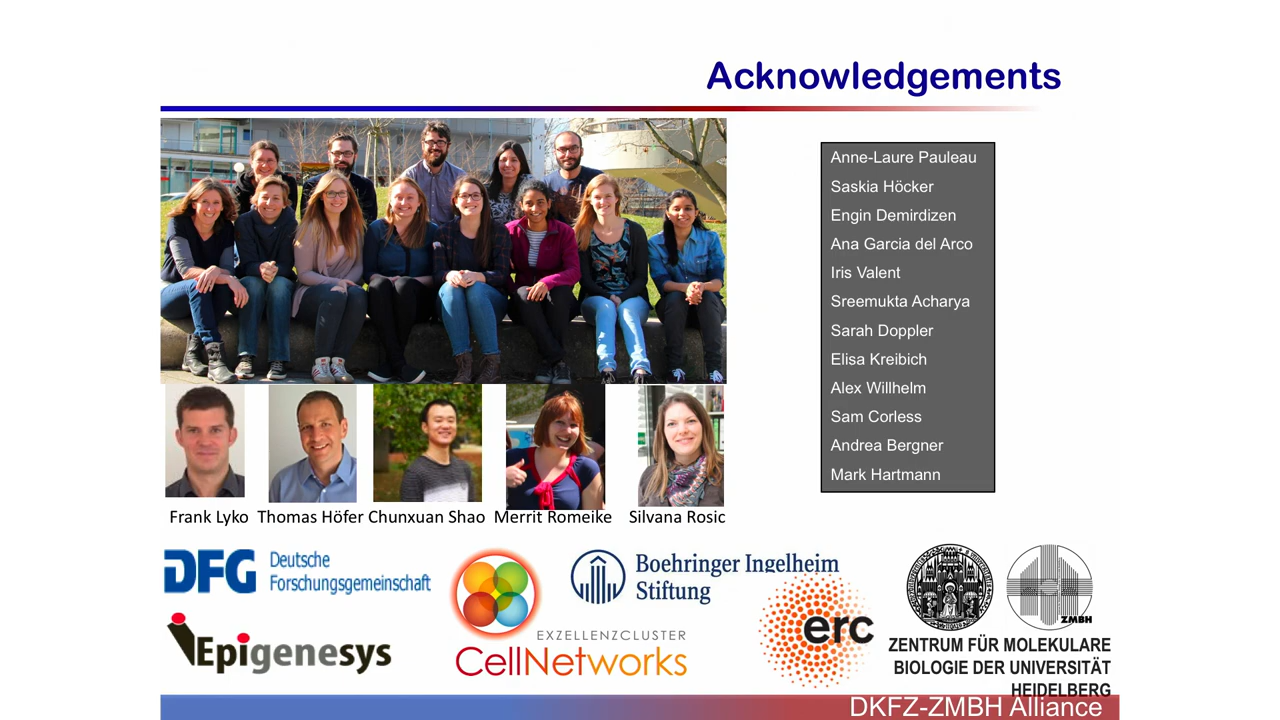 Acknowledgements
Anne-Laure Pauleau
Saskia Höcker
Engin Demirdizen
Ana Garcia del Arco
Iris Valent
Sreemukta Acharya
Sarah Doppler
Elisa Kreibich
Alex Willhelm
Sam Corless
Andrea Bergner
Mark Hartmann
Frank Lyko Thomas Höfer Chunxuan Shao Merrit Romeike Silvana Rosic
DFG Deutsche
Forschungsgemeinschaft
Epigenesys
EXZELLENZCLUSTER
CellNetworks
Boehringer Ingelheim
Stiftung
erc
ZMBH
ZENTRUM FÜR MOLEKULARE
BIOLOGIE DER UNIVERSITÄT
HEIDELBERG
DKFZ-ZMBH Alliance